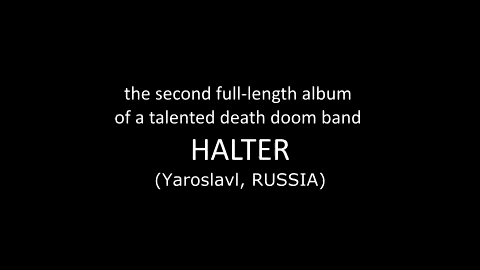 the second full-length album
of a talented death doom band
HALTER
(Yaroslavl, RUSSIA)